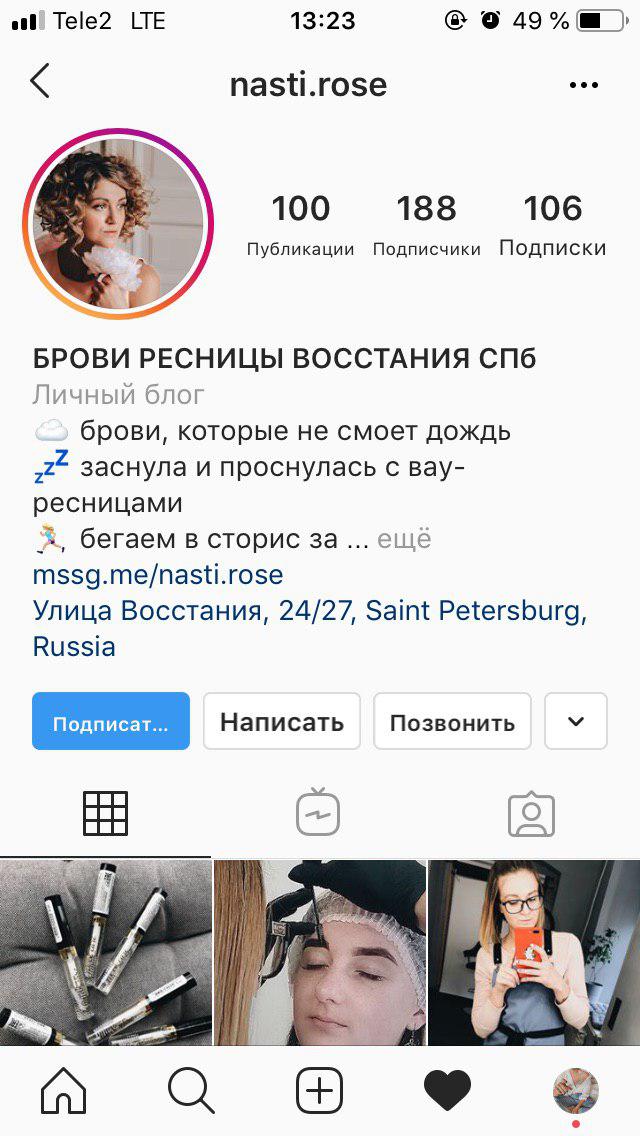 Tele2 LTE 13:23 49 %
nasti.rose
100 188 106
Публикации Подписчики Подписки
БРОВИ РЕСНИЦЫ ВОССТАНИЯ СПб
Личный блог
☁️ брови, которые не смоет дождь
💤 заснула и проснулась с вау-
ресницами
🏃‍♀️ бегаем в сторис за ... ещё
mssg.me/nasti.rose
Улица Восстания, 24/27, Saint Petersburg,
Russia
Подписат... Написать Позвонить